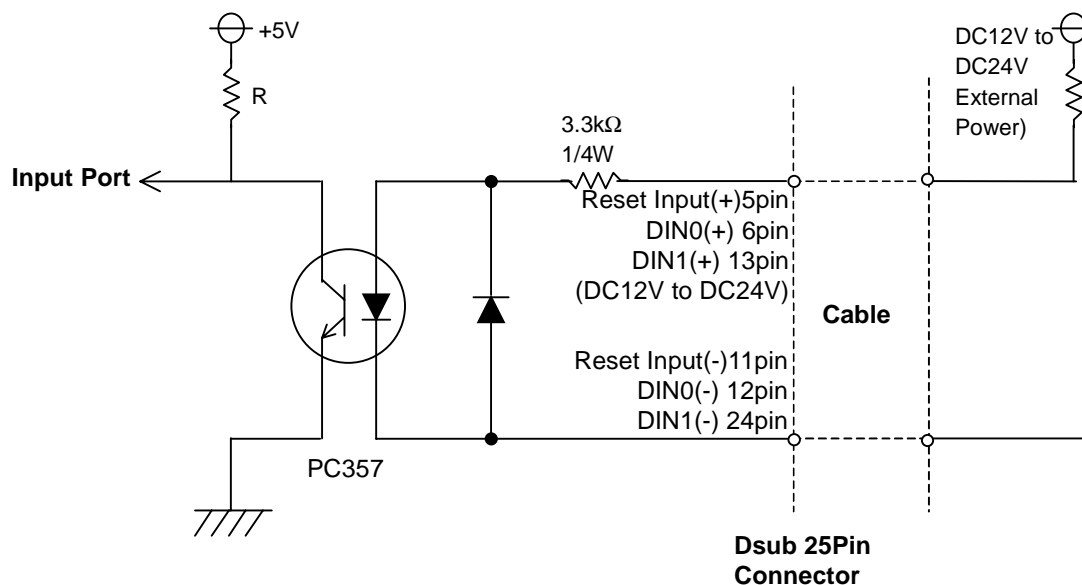 +5V
R
DC12V to
DC24V
External
Power)
3.3kΩ
1/4W
Input Port
Reset Input(+)5pin
DIN0(+) 6pin
DIN1(+) 13pin
(DC12V to DC24V)
Cable
Reset Input(-)11pin
DIN0(-) 12pin
DIN1(-) 24pin
PC357
Dsub 25Pin
Connector